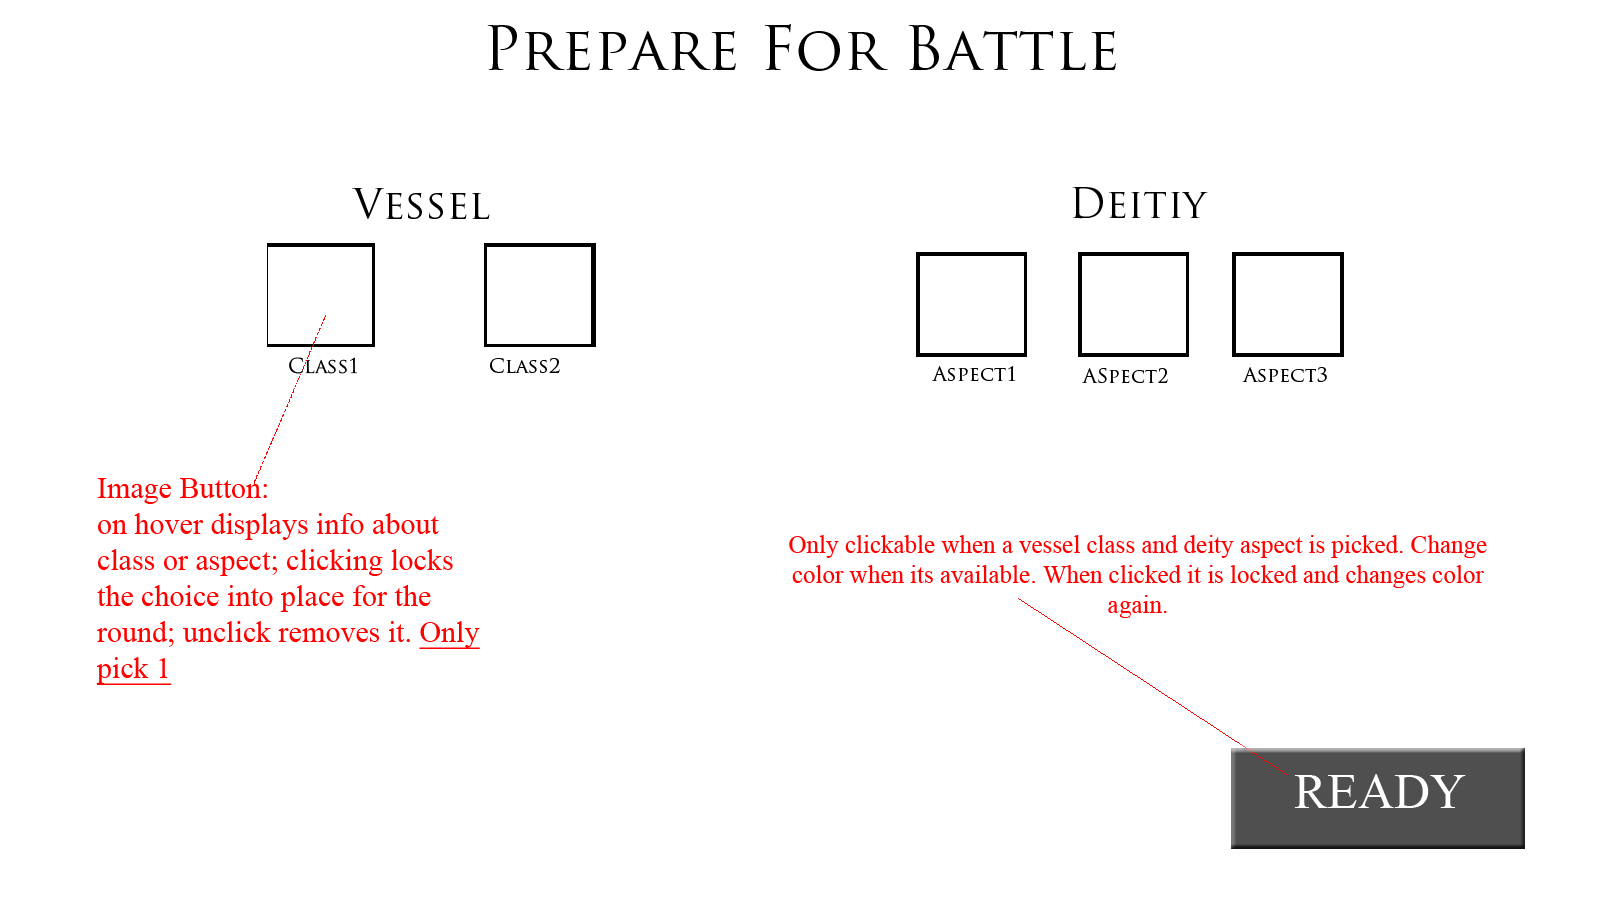 Prepare For Battle
Vessel
Deitiy
Class1
Class2
Aspect1
ASpect2
Aspect3
Image Button:
on hover displays info about
class or aspect; clicking locks
the choice into place for the
round; unclick removes it. Only
pick 1
Only clickable when a vessel class and deity aspect is picked. Change
color when its available. When clicked it is locked and changes color
again.
READY